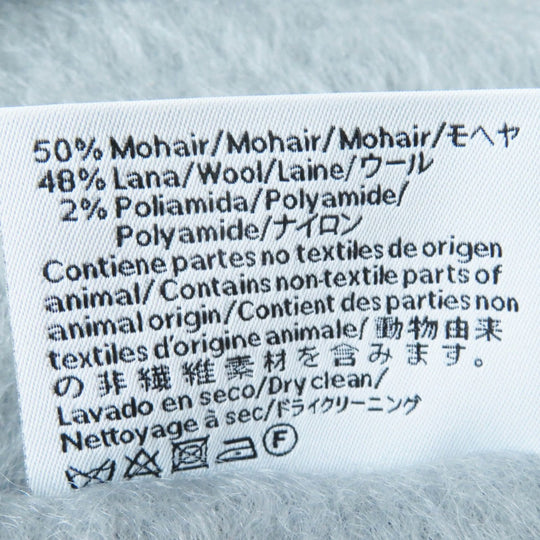 50% Mohair/Mohair/Mohair/モヘヤ
48% Lana/Wool/Laine/ウール
2% Poliamida/Polyamide/
Polyamide/ナイロン
Contiene partes no textiles de origen
animal/Contains non-textile parts of
animal origin/Contient des parties non
textiles d'origine animale/動物由来
の非繊維素材を含みます。
Lavado en seco/Dry clean/
Nettoyage à sec/ドライクリーニング
F